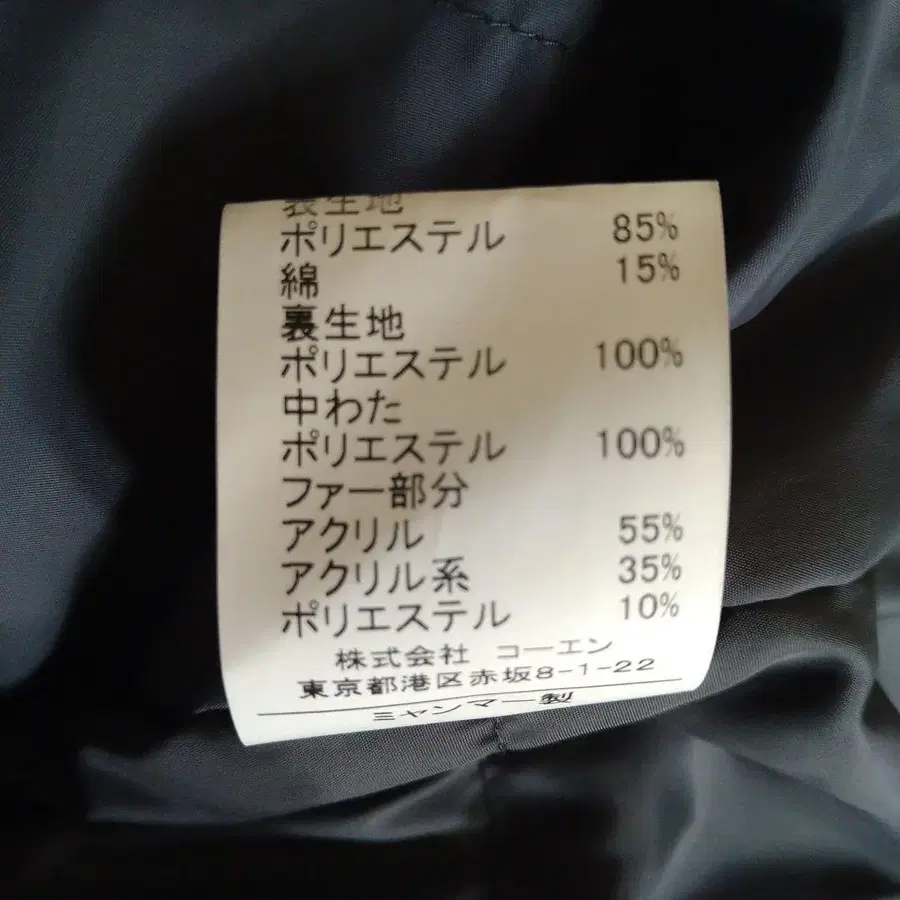 表生地
ポリエステル 85%
綿 15%
裏生地
ポリエステル 100%
中わた
ポリエステル 100%
ファー部分
アクリル 55%
アクリル系 35%
ポリエステル 10%
株式会社 コーエン
東京都港区赤坂8-1-22
ミャンマー製